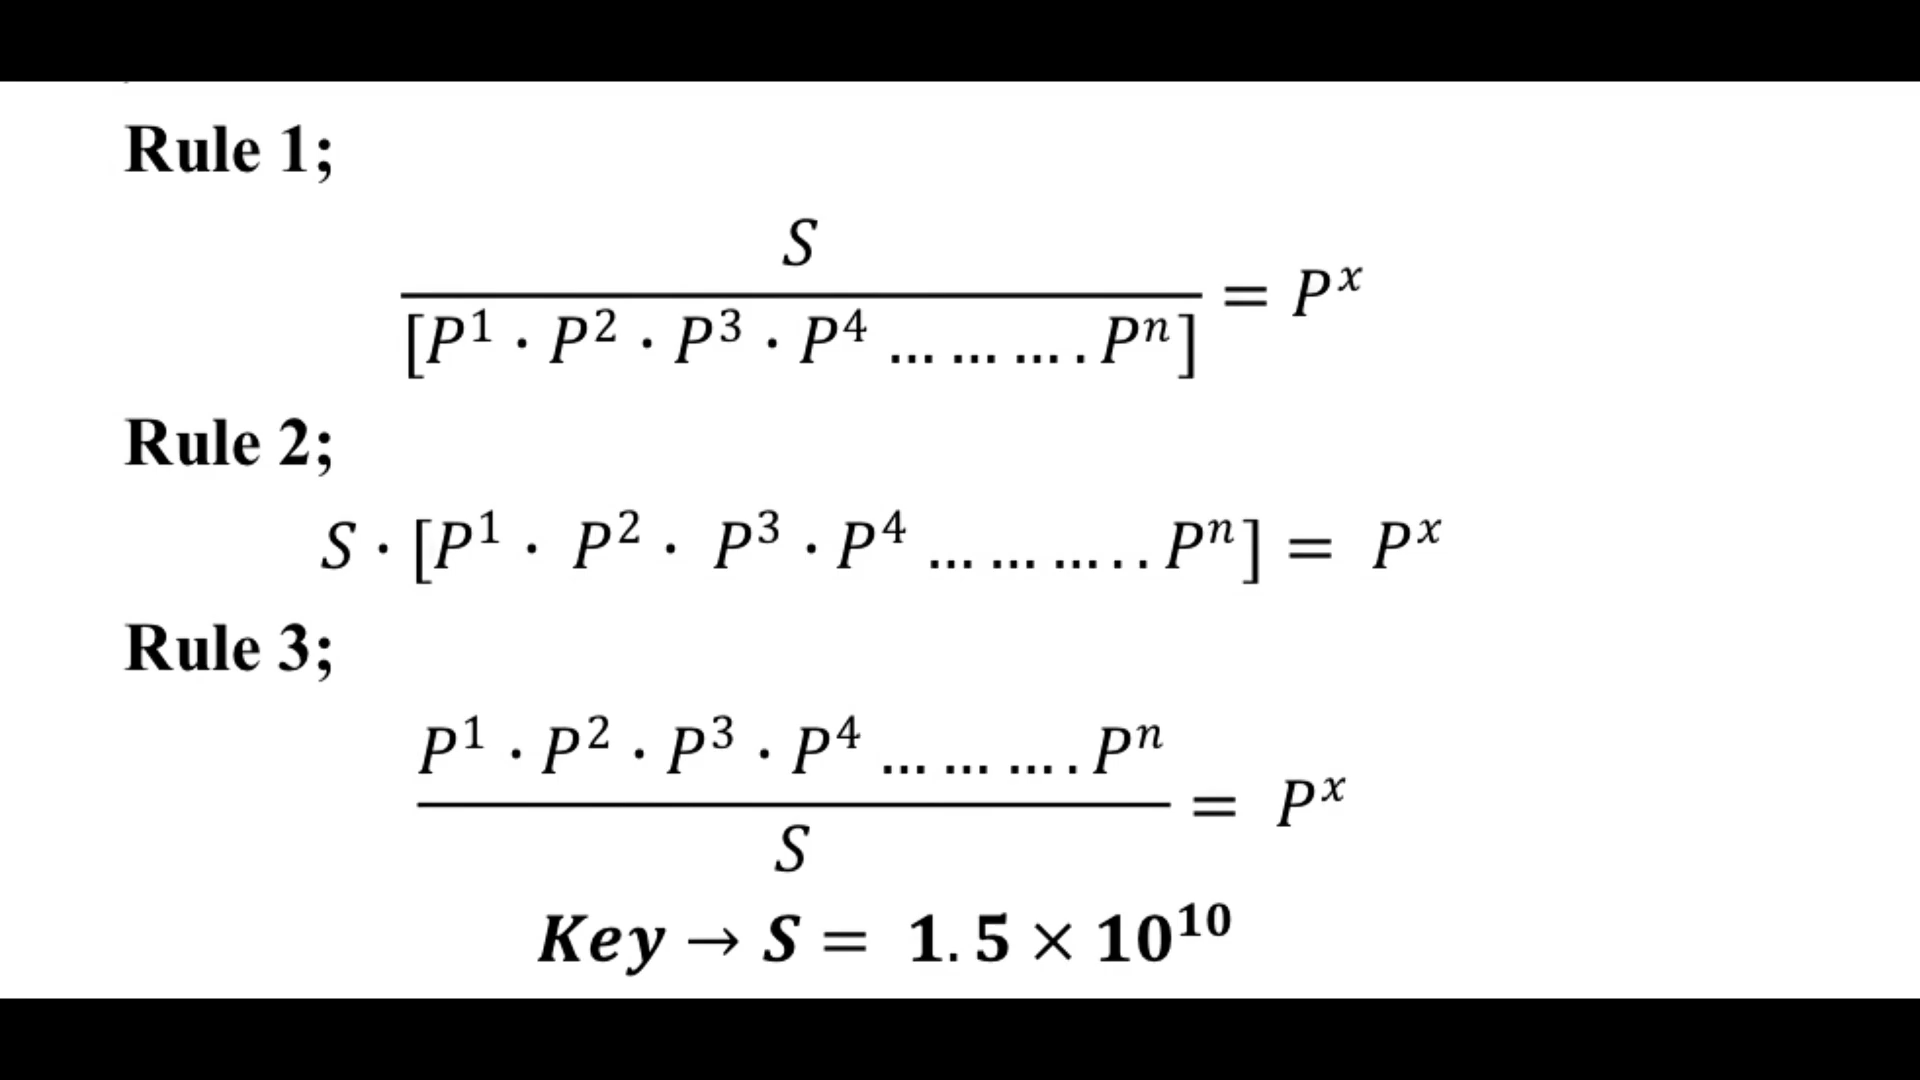 Rule 1;
S
[P¹ · P² · P³ · P⁴ ... ... ... . Pⁿ] = Pˣ
Rule 2;
S · [P¹ · P² · P³ · P⁴ ... ... ... . . Pⁿ] = Pˣ
Rule 3;
P¹ · P² · P³ · P⁴ ... ... ... . Pⁿ = Pˣ
S
Key → S = 1.5 × 10¹⁰